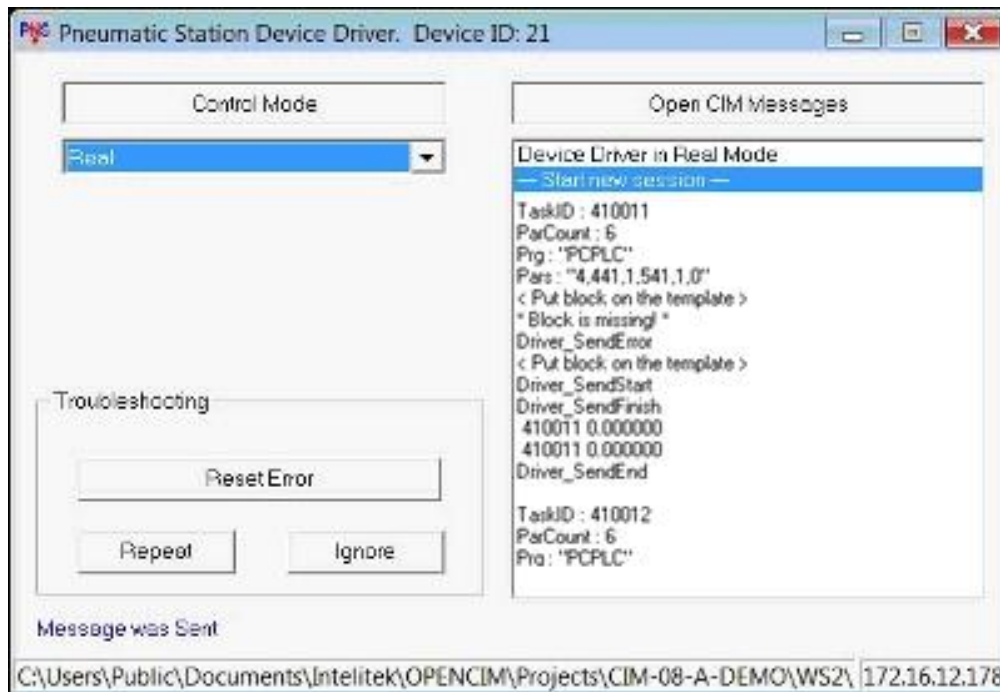 PNS Pneumatic Station Device Driver. Device ID: 21
Control Mode
Real
Open CIM Messages
Device Driver in Real Mode
--- Start new session ---
TaskID : 410011
ParCount : 6
Prg : "PCPLC"
Pars : "4,441,1,541,1,0"
< Put block on the template >
* Block is missing! *
Driver_SendError
< Put block on the template >
Driver_SendStart
Driver_SendFinish
410011 0.000000
410011 0.000000
Driver_SendEnd
TaskID : 410012
ParCount : 6
Prg : "PCPLC"
Troubleshooting
Reset Error
Repeat Ignore
Message was Sent
C:\Users\Public\Documents\Intelitek\OPENCIM\Projects\CIM-08-A-DEMO\WS2\ 172.16.12.178